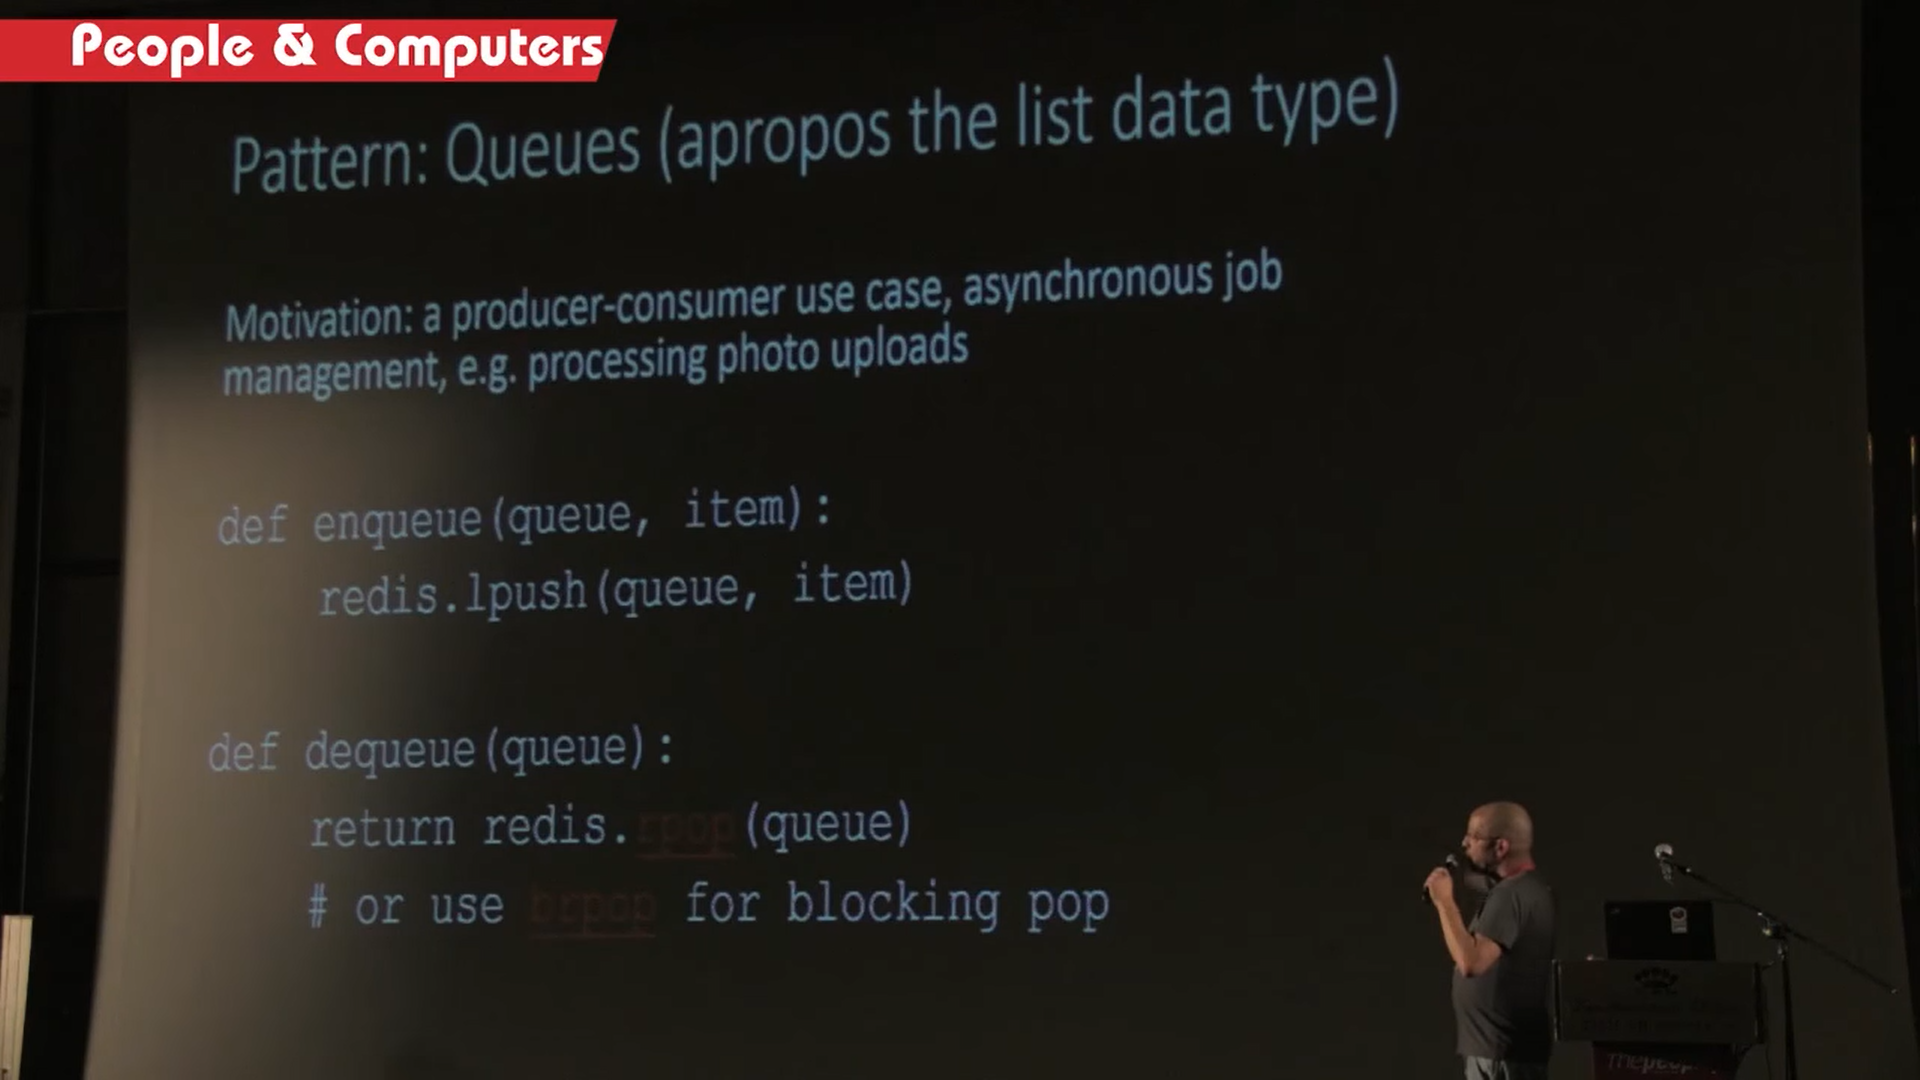 People & Computers
Pattern: Queues (apropos the list data type)
Motivation: a producer-consumer use case, asynchronous job
management, e.g. processing photo uploads
def enqueue(queue, item):
redis.lpush(queue, item)
def dequeue(queue):
return redis.rpop(queue)
# or use brpop for blocking pop